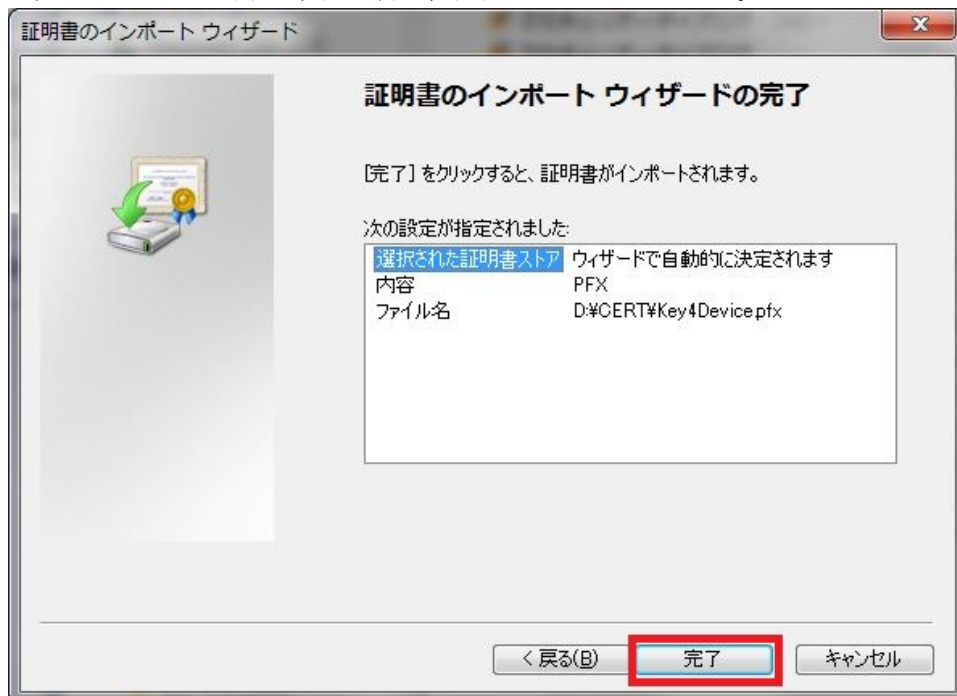 証明書のインポート ウィザード
証明書のインポート ウィザードの完了
[完了] をクリックすると、証明書がインポートされます。
次の設定が指定されました:
選択された証明書ストア ウィザードで自動的に決定されます
内容 PFX
ファイル名 D:¥CERT¥Key4Device.pfx
< 戻る(B) 完了 キャンセル